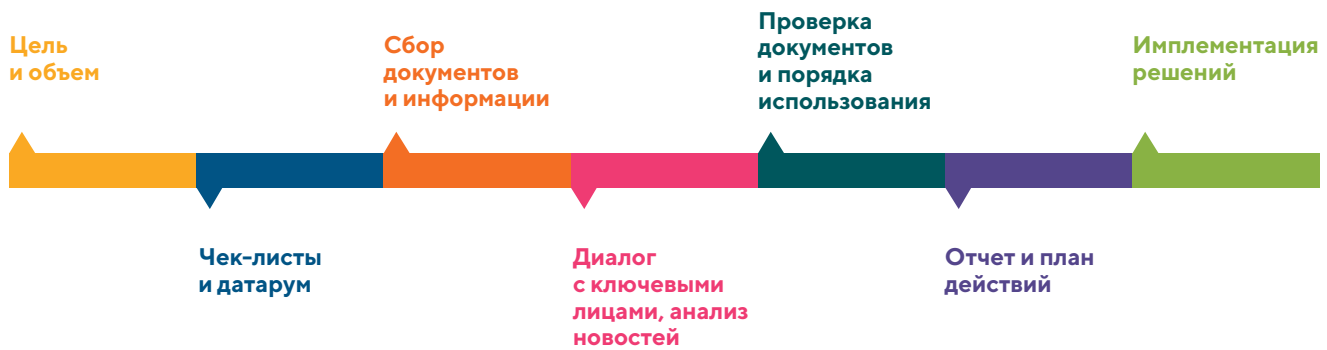 Цель
и объем
Чек-листы
и датарум
Сбор
документов
и информации
Диалог
с ключевыми
лицами, анализ
новостей
Проверка
документов
и порядка
использования
Отчет и план
действий
Имплементация
решений